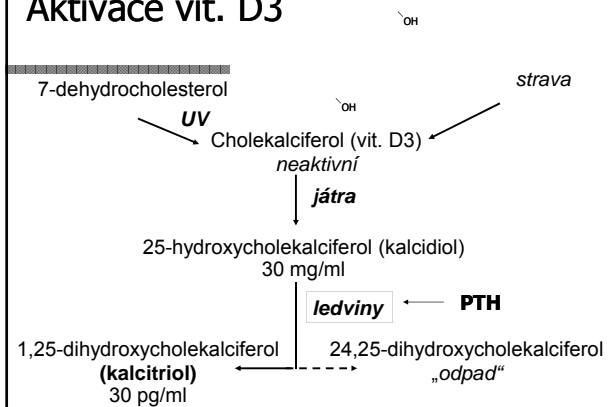 Aktivace vit. D3
OH
strava
7-dehydrocholesterol
OH
UV
Cholekalciferol (vit. D3)
neaktivní
játra
25-hydroxycholekalciferol (kalcidiol)
30 mg/ml
ledviny
PTH
1,25-dihydroxycholekalciferol
(kalcitriol)
30 pg/ml
24,25-dihydroxycholekalciferol
„odpad“